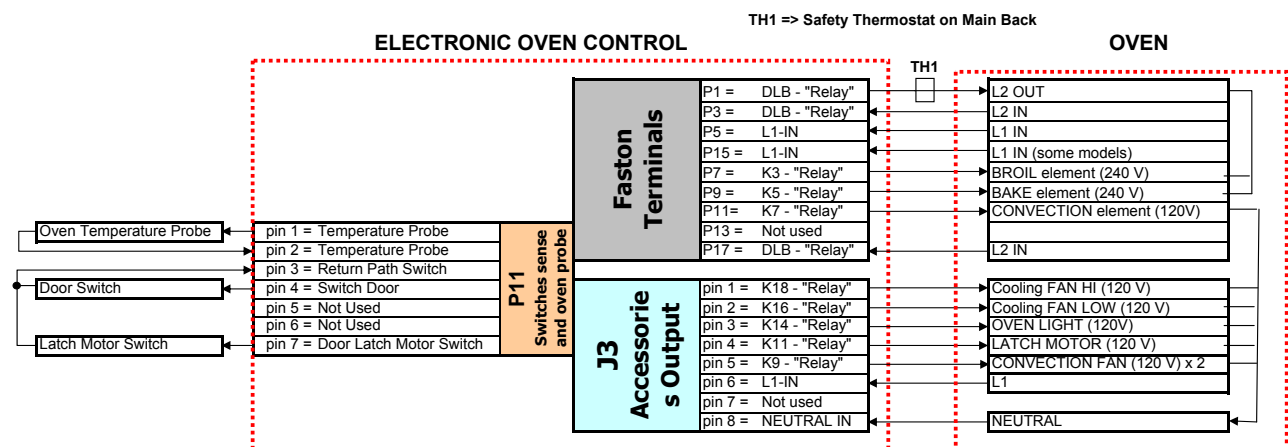 TH1 => Safety Thermostat on Main Back
ELECTRONIC OVEN CONTROL
OVEN
TH1
Faston Terminals
P1 = DLB - "Relay"
L2 OUT
P3 = DLB - "Relay"
L2 IN
P5 = L1-IN
L1 IN
P15 = L1-IN
L1 IN (some models)
P7 = K3 - "Relay"
BROIL element (240 V)
P9 = K5 - "Relay"
BAKE element (240 V)
P11= K7 - "Relay"
CONVECTION element (120V)
P13 = Not used
P17 = DLB - "Relay"
L2 IN
Oven Temperature Probe
pin 1 = Temperature Probe
pin 2 = Temperature Probe
pin 3 = Return Path Switch
Door Switch
pin 4 = Switch Door
pin 5 = Not Used
pin 6 = Not Used
Latch Motor Switch
pin 7 = Door Latch Motor Switch
P11
Switches sense
and oven probe
J3
Accessorie
s Output
pin 1 = K18 - "Relay"
Cooling FAN HI (120 V)
pin 2 = K16 - "Relay"
Cooling FAN LOW (120 V)
pin 3 = K14 - "Relay"
OVEN LIGHT (120V)
pin 4 = K11 - "Relay"
LATCH MOTOR (120 V)
pin 5 = K9 - "Relay"
CONVECTION FAN (120 V) x 2
pin 6 = L1-IN
L1
pin 7 = Not used
pin 8 = NEUTRAL IN
NEUTRAL